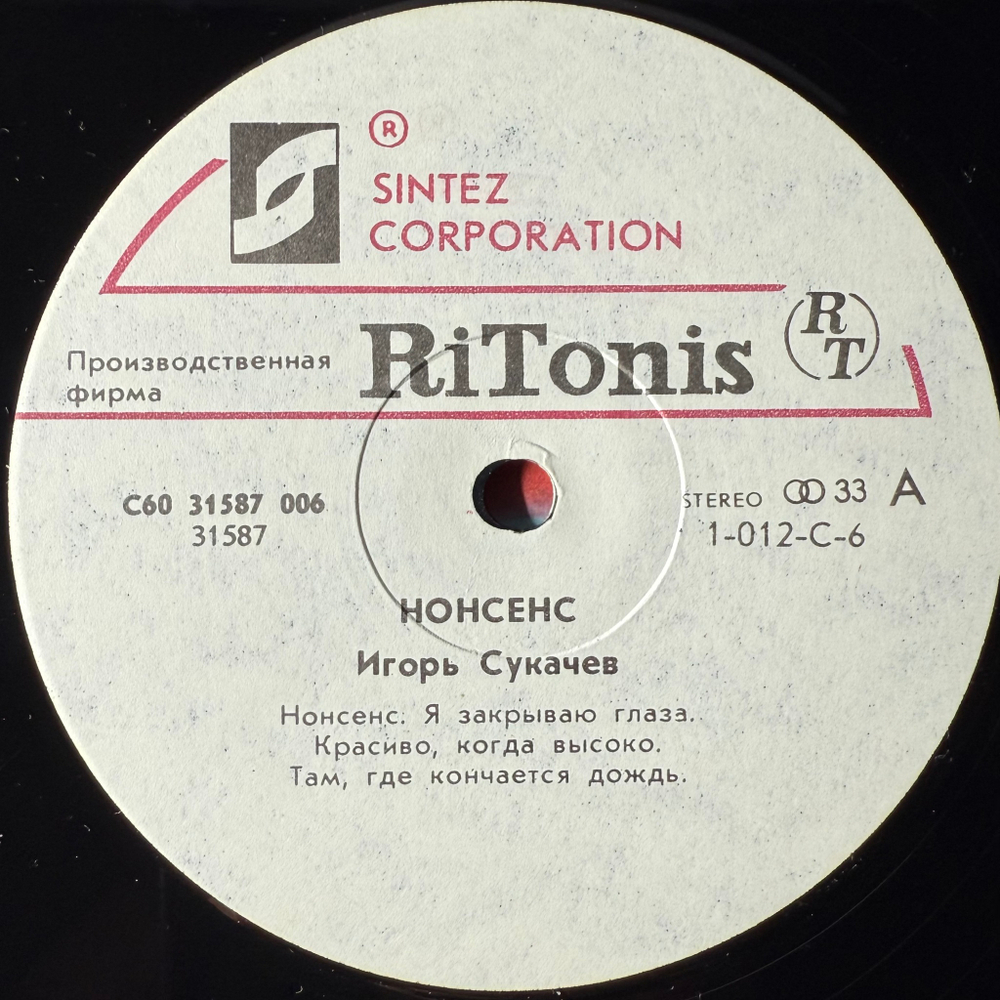 ®
SINTEZ
CORPORATION
Производственная
фирма
RiTonis
RT
С60 31587 006
31587
STEREO 33 A
1-012-С-6
НОНСЕНС
Игорь Сукачев
Нонсенс. Я закрываю глаза.
Красиво, когда высоко.
Там, где кончается дождь.